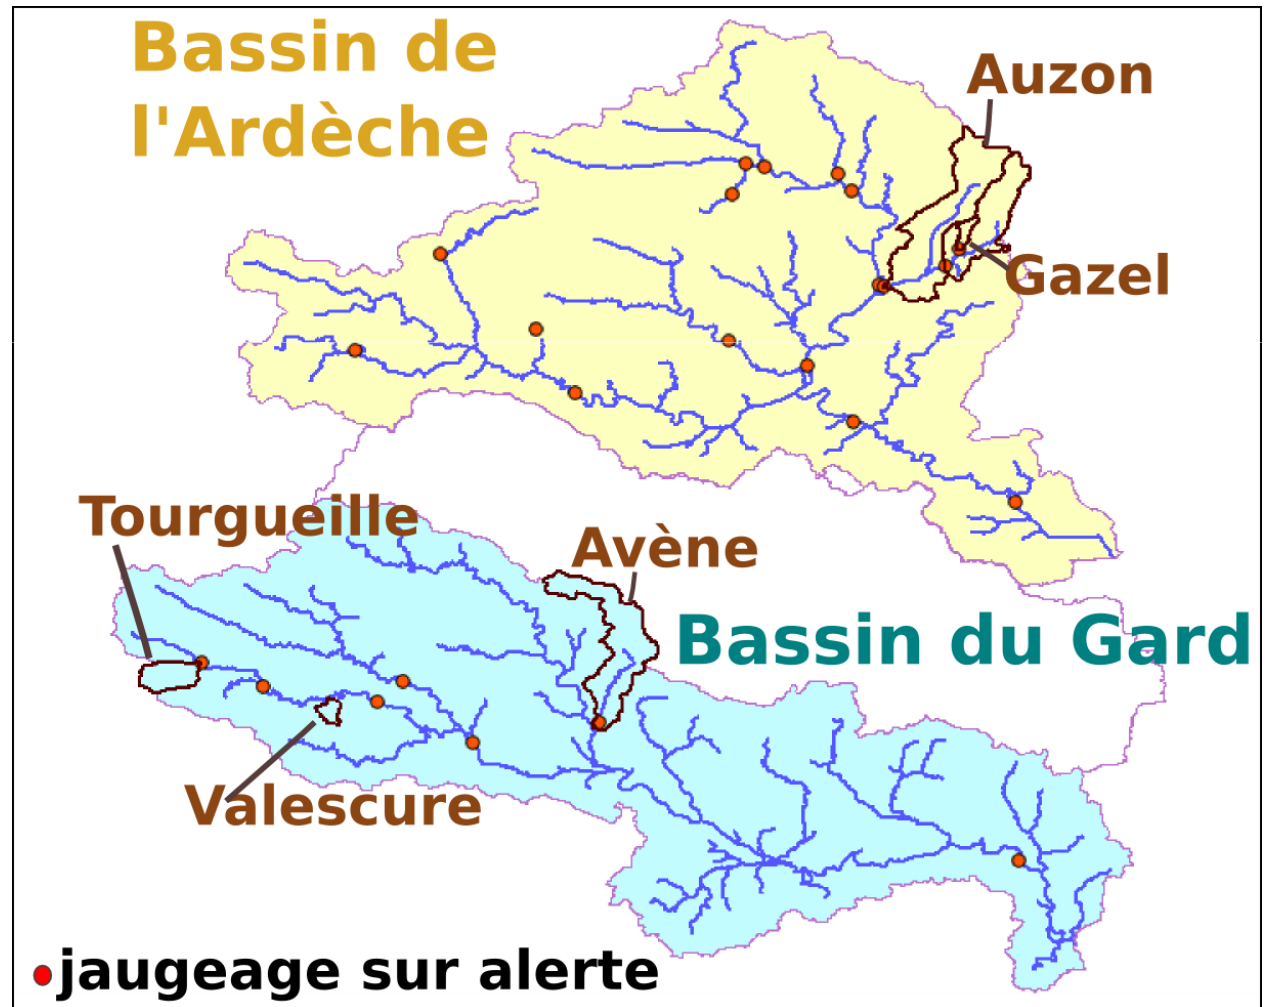 Bassin de
l'Ardèche
Auzon
Gazel
Tourgueille
Avène
Bassin du Gard
Valescure
jaugeage sur alerte